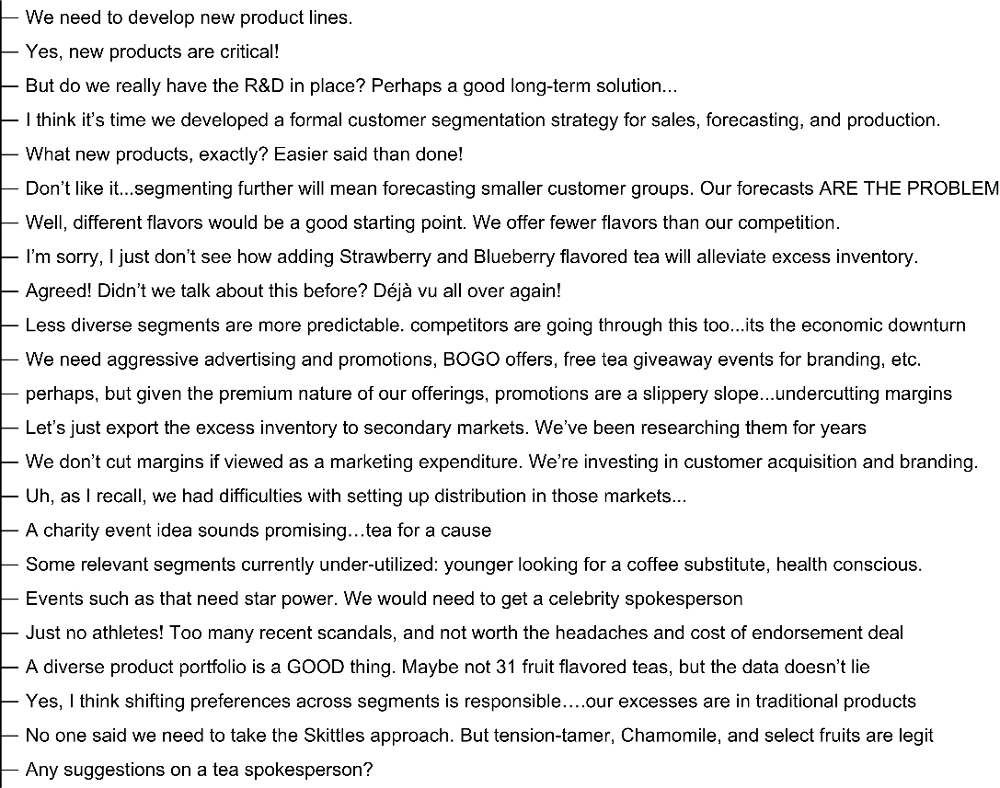 — We need to develop new product lines.
— Yes, new products are critical!
— But do we really have the R&D in place? Perhaps a good long-term solution...
— I think it’s time we developed a formal customer segmentation strategy for sales, forecasting, and production.
— What new products, exactly? Easier said than done!
— Don’t like it...segmenting further will mean forecasting smaller customer groups. Our forecasts ARE THE PROBLEM
— Well, different flavors would be a good starting point. We offer fewer flavors than our competition.
— I’m sorry, I just don’t see how adding Strawberry and Blueberry flavored tea will alleviate excess inventory.
— Agreed! Didn’t we talk about this before? Déjà vu all over again!
— Less diverse segments are more predictable. competitors are going through this too...its the economic downturn
— We need aggressive advertising and promotions, BOGO offers, free tea giveaway events for branding, etc.
— perhaps, but given the premium nature of our offerings, promotions are a slippery slope...undercutting margins
— Let’s just export the excess inventory to secondary markets. We’ve been researching them for years
— We don’t cut margins if viewed as a marketing expenditure. We’re investing in customer acquisition and branding.
— Uh, as I recall, we had difficulties with setting up distribution in those markets...
— A charity event idea sounds promising…tea for a cause
— Some relevant segments currently under-utilized: younger looking for a coffee substitute, health conscious.
— Events such as that need star power. We would need to get a celebrity spokesperson
— Just no athletes! Too many recent scandals, and not worth the headaches and cost of endorsement deal
— A diverse product portfolio is a GOOD thing. Maybe not 31 fruit flavored teas, but the data doesn’t lie
— Yes, I think shifting preferences across segments is responsible….our excesses are in traditional products
— No one said we need to take the Skittles approach. But tension-tamer, Chamomile, and select fruits are legit
— Any suggestions on a tea spokesperson?